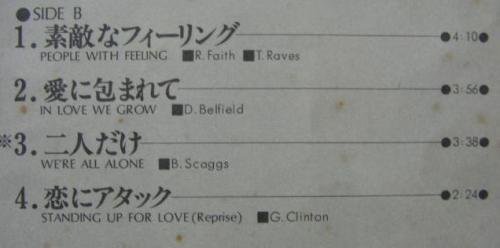 ●SIDE B
1. 素敵なフィーリング ●4:10●
PEOPLE WITH FEELING ■R. Faith ■T. Raves
2. 愛に包まれて ●3:56●
IN LOVE WE GROW ■D. Belfield
※3. 二人だけ ●3:38●
WE'RE ALL ALONE ■B. Scaggs
4. 恋にアタック ●2:24●
STANDING UP FOR LOVE (Reprise) ■G. Clinton